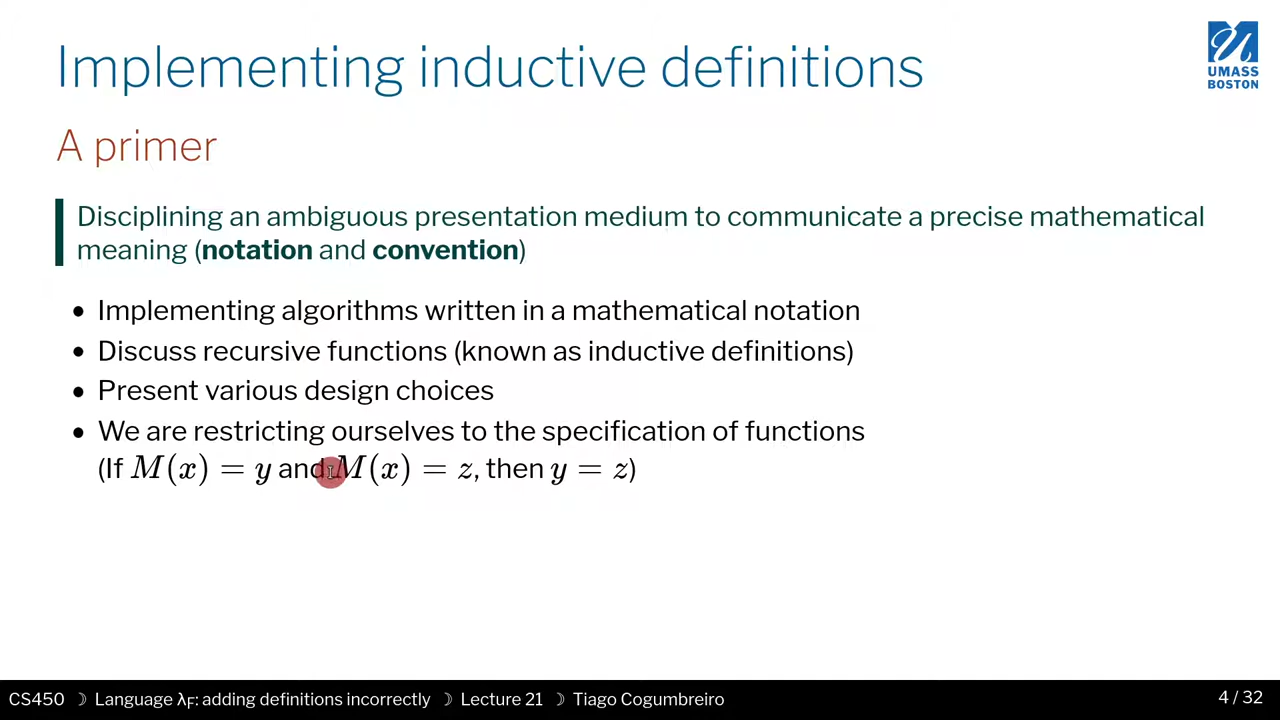 Implementing inductive definitions
UMASS
BOSTON
A primer
Disciplining an ambiguous presentation medium to communicate a precise mathematical
meaning (notation and convention)
• Implementing algorithms written in a mathematical notation
• Discuss recursive functions (known as inductive definitions)
• Present various design choices
• We are restricting ourselves to the specification of functions
(If M(x) = y and M(x) = z, then y = z)
CS450 ☽ Language λF: adding definitions incorrectly ☽ Lecture 21 ☽ Tiago Cogumbreiro
4 / 32